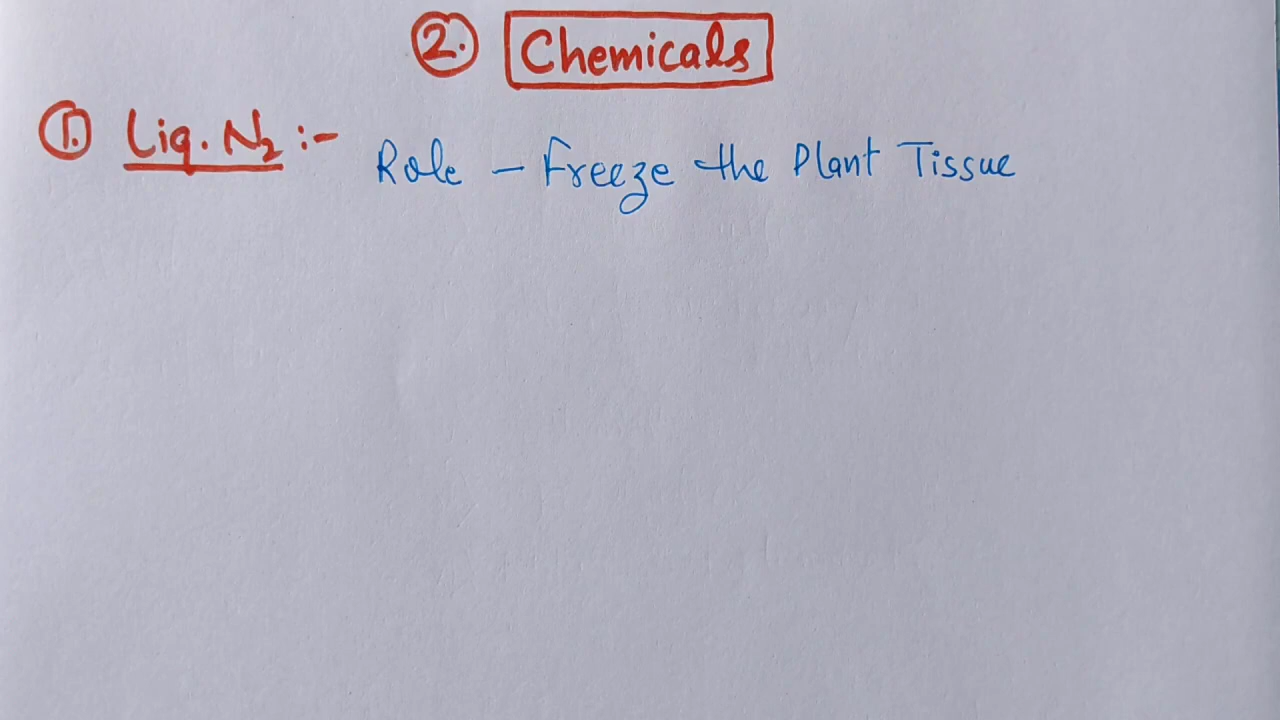 2. Chemicals
1. Liq. N2 :- Role - Freeze the Plant Tissue